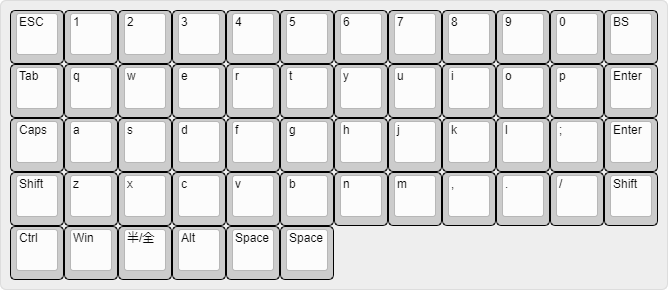 ESC 1 2 3 4 5 6 7 8 9 0 BS
Tab q w e r t y u i o p Enter
Caps a s d f g h j k l ; Enter
Shift z x c v b n m , . / Shift
Ctrl Win 半/全 Alt Space Space